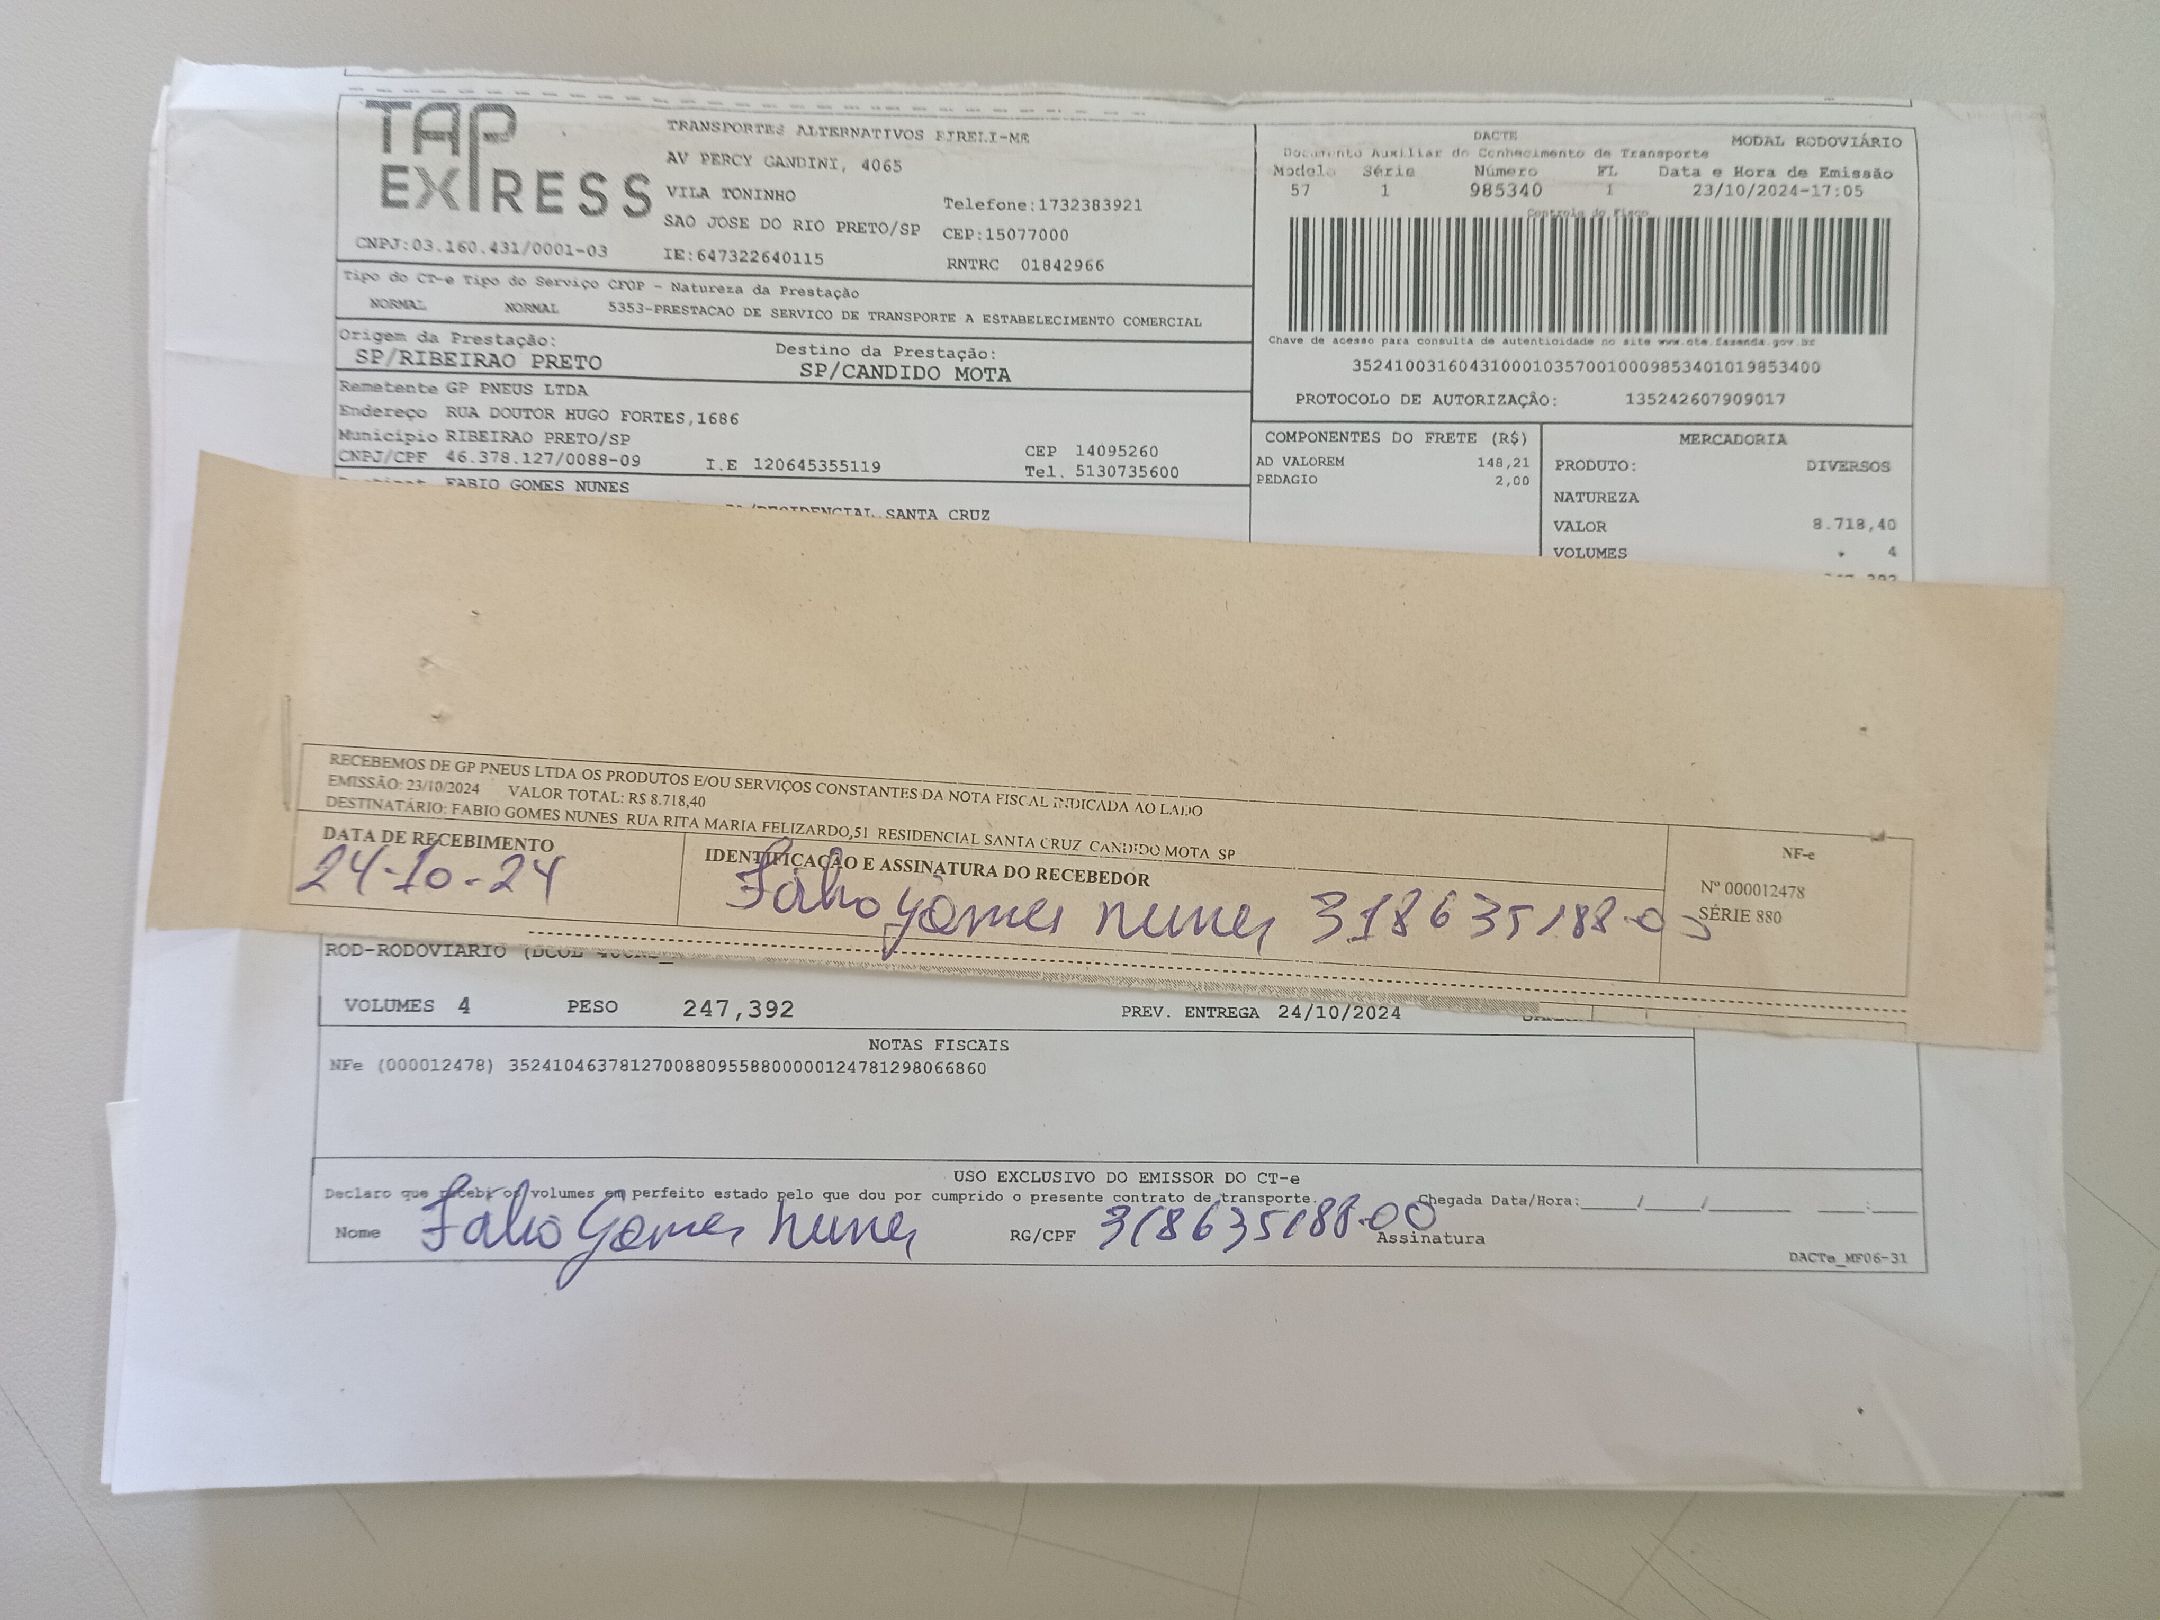 TAP EXPRESS
TRANSPORTES ALTERNATIVOS EIRELI-ME
AV PERCY GANDINI, 4065
VILA TONINHO
Telefone:1732383921
SAO JOSE DO RIO PRETO/SP CEP:15077000
CNPJ:03.160.431/0001-03 IE:647322640115 RNTRC 01842966
DACTE MODAL RODOVIÁRIO
Documento Auxiliar do Conhecimento de Transporte
Modelo Série Número FL Data e Hora de Emissão
57 1 985340 1 23/10/2024-17:05
Controle do Fisco
Chave de acesso para consulta de autenticidade no site www.cte.fazenda.gov.br
35241003160431000103570010009853401019853400
PROTOCOLO DE AUTORIZAÇÃO: 135242607909017
Tipo do CT-e Tipo do Serviço CFOP - Natureza da Prestação
NORMAL NORMAL 5353-PRESTACAO DE SERVICO DE TRANSPORTE A ESTABELECIMENTO COMERCIAL
Origem da Prestação: Destino da Prestação:
SP/RIBEIRAO PRETO SP/CANDIDO MOTA
Remetente GP PNEUS LTDA
Endereço RUA DOUTOR HUGO FORTES,1686
Município RIBEIRAO PRETO/SP CEP 14095260
CNPJ/CPF 46.378.127/0088-09 I.E 120645355119 Tel. 5130735600
FABIO GOMES NUNES
SANTA CRUZ
COMPONENTES DO FRETE (R$)
AD VALOREM 148,21
PEDAGIO 2,00
MERCADORIA
PRODUTO: DIVERSOS
NATUREZA
VALOR 8.718,40
VOLUMES 4
RECEBEMOS DE GP PNEUS LTDA OS PRODUTOS E/OU SERVIÇOS CONSTANTES DA NOTA FISCAL INDICADA AO LADO
EMISSÃO: 23/10/2024 VALOR TOTAL: R$ 8.718,40
DESTINATÁRIO: FABIO GOMES NUNES RUA RITA MARIA FELIZARDO,51 RESIDENCIAL SANTA CRUZ CANDIDO MOTA SP
DATA DE RECEBIMENTO
24-10-24
IDENTIFICAÇÃO E ASSINATURA DO RECEBEDOR
Fabio Gomes Nunes 318635188-0
NF-e
Nº 000012478
SÉRIE 880
ROD-RODOVIARIO
VOLUMES 4 PESO 247,392 PREV. ENTREGA 24/10/2024
NOTAS FISCAIS
NFe (000012478) 35241046378127008809558800000124781298066860
USO EXCLUSIVO DO EMISSOR DO CT-e
Declaro que recebi os volumes em perfeito estado pelo que dou por cumprido o presente contrato de transporte. Chegada Data/Hora:_____/_____/_______ ____:____
Nome Fabio Gomes Nunes RG/CPF 318635188-00 Assinatura
DACTe_MF06-31